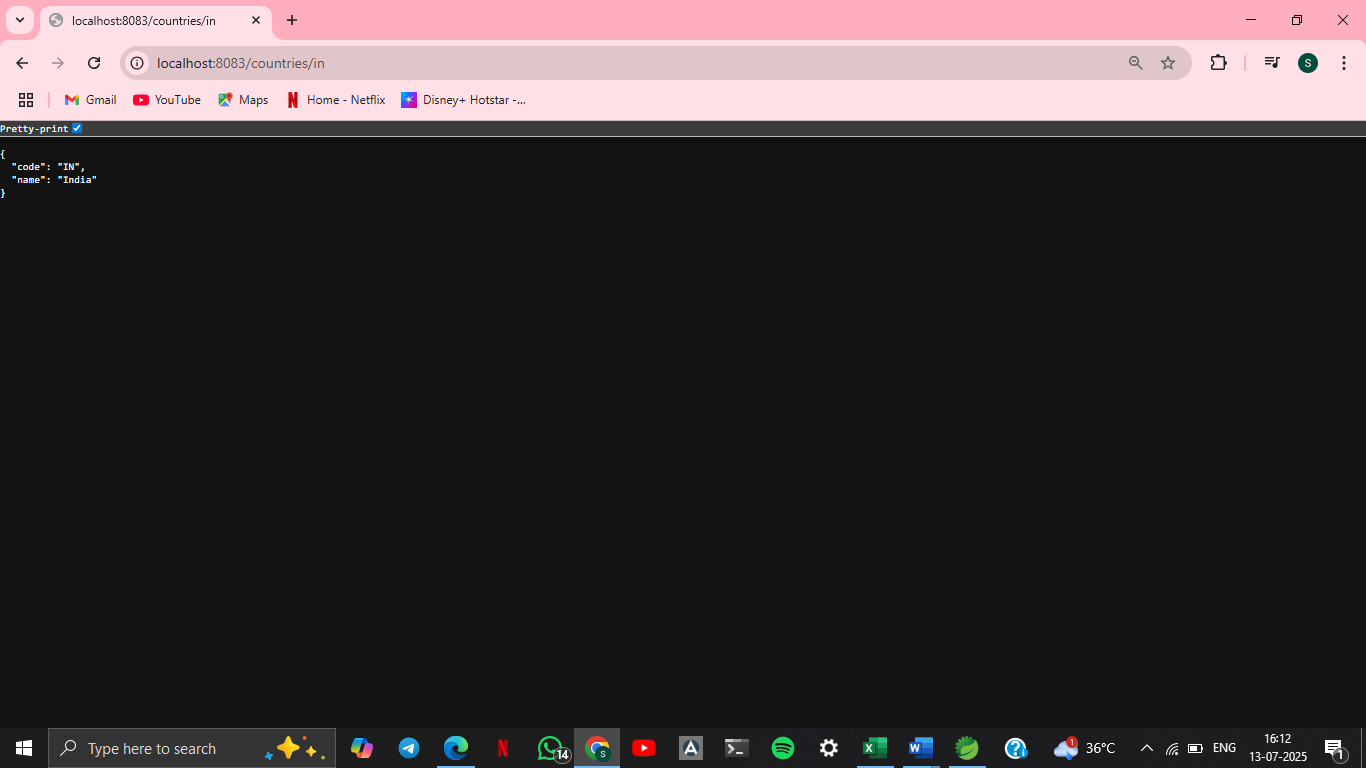 localhost:8083/countries/in
localhost:8083/countries/in
S
Gmail
YouTube
Maps
Home - Netflix
Disney+ Hotstar -...
Pretty-print
{
"code": "IN",
"name": "India"
}
Type here to search
14
S
1
36°C
ENG
16:12
13-07-2025
1